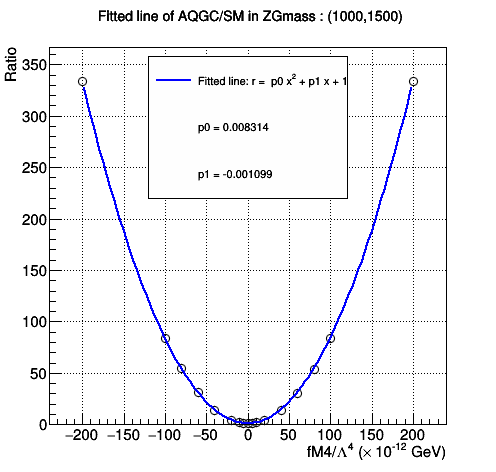 FItted line of AQGC/SM in ZGmass : (1000,1500)
Ratio
Fitted line: r = p0 x² + p1 x + 1
p0 = 0.008314
p1 = -0.001099
350
300
250
200
150
100
50
0
−200 −150 −100 −50 0 50 100 150 200
fM4/Λ⁴ (× 10⁻¹² GeV)